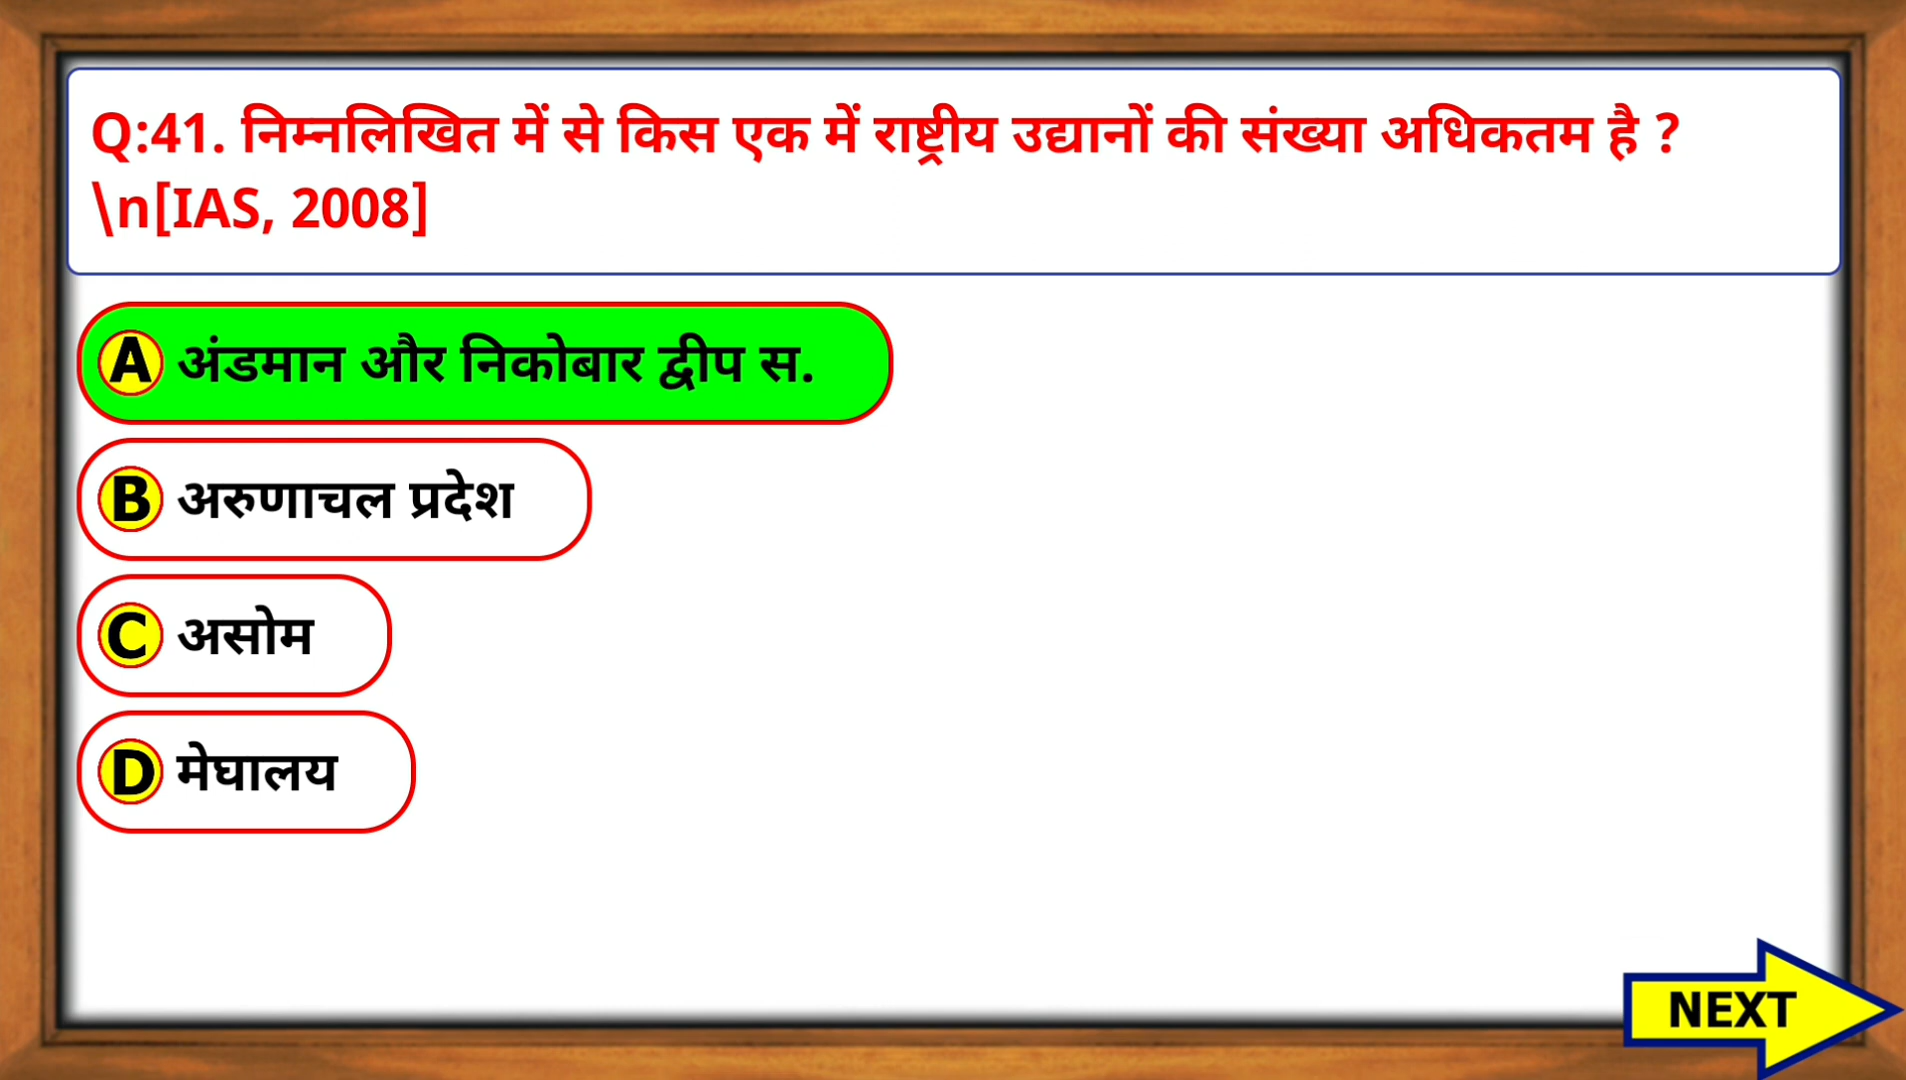 Q:41. निम्नलिखित में से किस एक में राष्ट्रीय उद्यानों की संख्या अधिकतम है ?
\n[IAS, 2008]
A अंडमान और निकोबार द्वीप स.
B अरुणाचल प्रदेश
C असोम
D मेघालय
NEXT